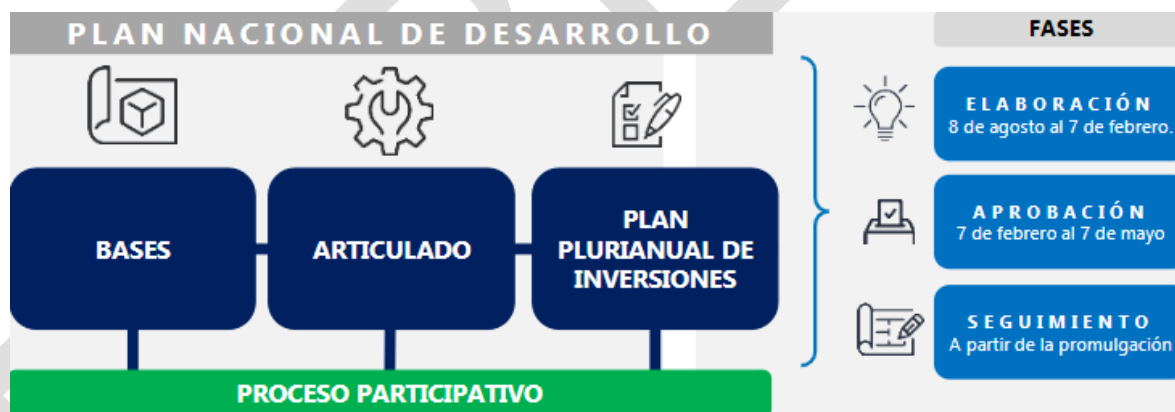 PLAN NACIONAL DE DESARROLLO
BASES
ARTICULADO
PLAN
PLURIANUAL DE
INVERSIONES
PROCESO PARTICIPATIVO
FASES
ELABORACIÓN
8 de agosto al 7 de febrero.
APROBACIÓN
7 de febrero al 7 de mayo
SEGUIMIENTO
A partir de la promulgación